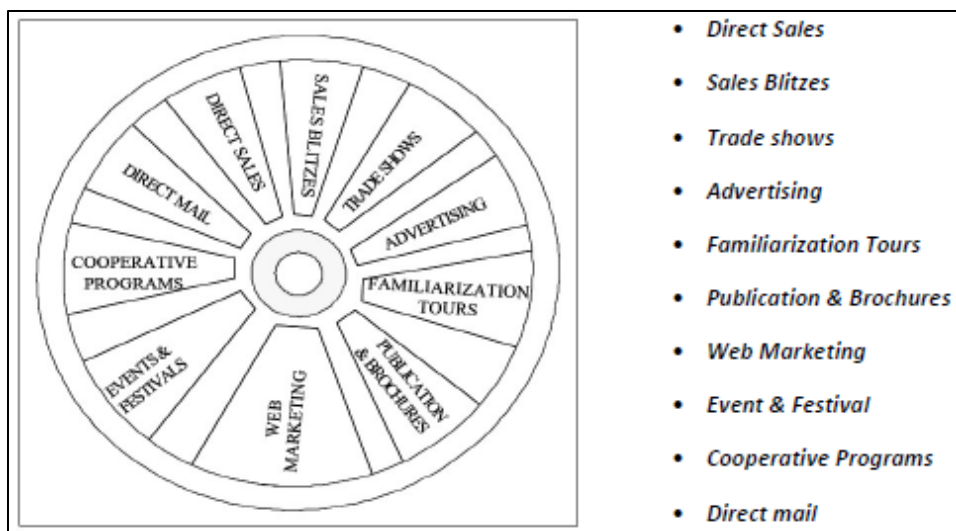 DIRECT SALES
SALES BLITZES
TRADE SHOWS
ADVERTISING
FAMILIARIZATION
TOURS
PUBLICATION
& BROCHURES
WEB
MARKETING
EVENTS &
FESTIVALS
COOPERATIVE
PROGRAMS
DIRECT MAIL
• Direct Sales
• Sales Blitzes
• Trade shows
• Advertising
• Familiarization Tours
• Publication & Brochures
• Web Marketing
• Event & Festival
• Cooperative Programs
• Direct mail